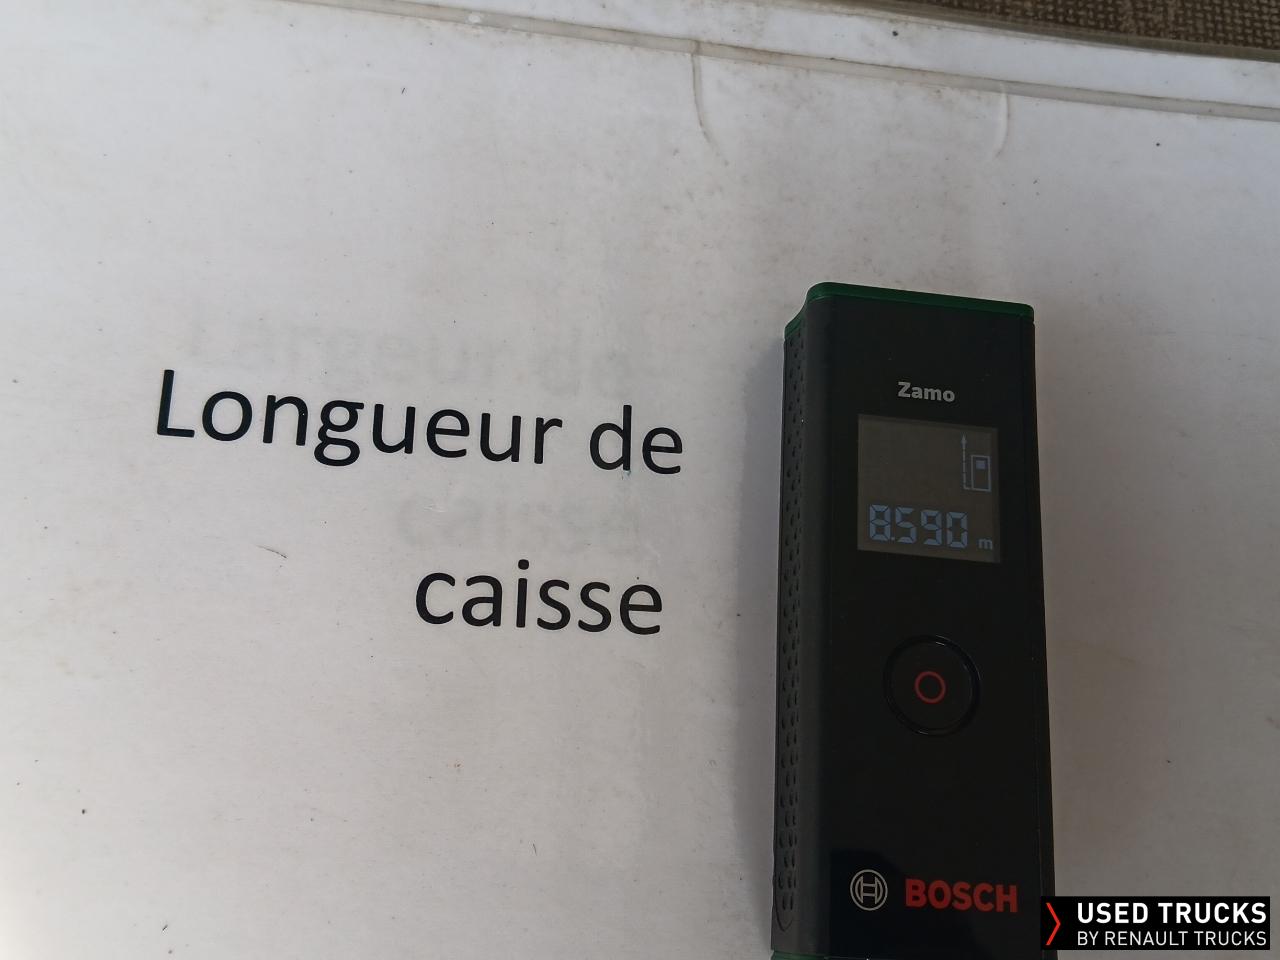 Longueur de
caisse
Zamo
8.590 m
BOSCH
USED TRUCKS
BY RENAULT TRUCKS